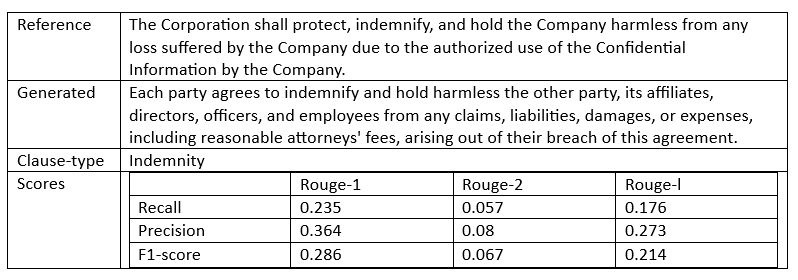 Reference The Corporation shall protect, indemnify, and hold the Company harmless from any
loss suffered by the Company due to the authorized use of the Confidential
Information by the Company.
Generated Each party agrees to indemnify and hold harmless the other party, its affiliates,
directors, officers, and employees from any claims, liabilities, damages, or expenses,
including reasonable attorneys' fees, arising out of their breach of this agreement.
Clause-type Indemnity
Scores Rouge-1 Rouge-2 Rouge-l
Recall 0.235 0.057 0.176
Precision 0.364 0.08 0.273
F1-score 0.286 0.067 0.214